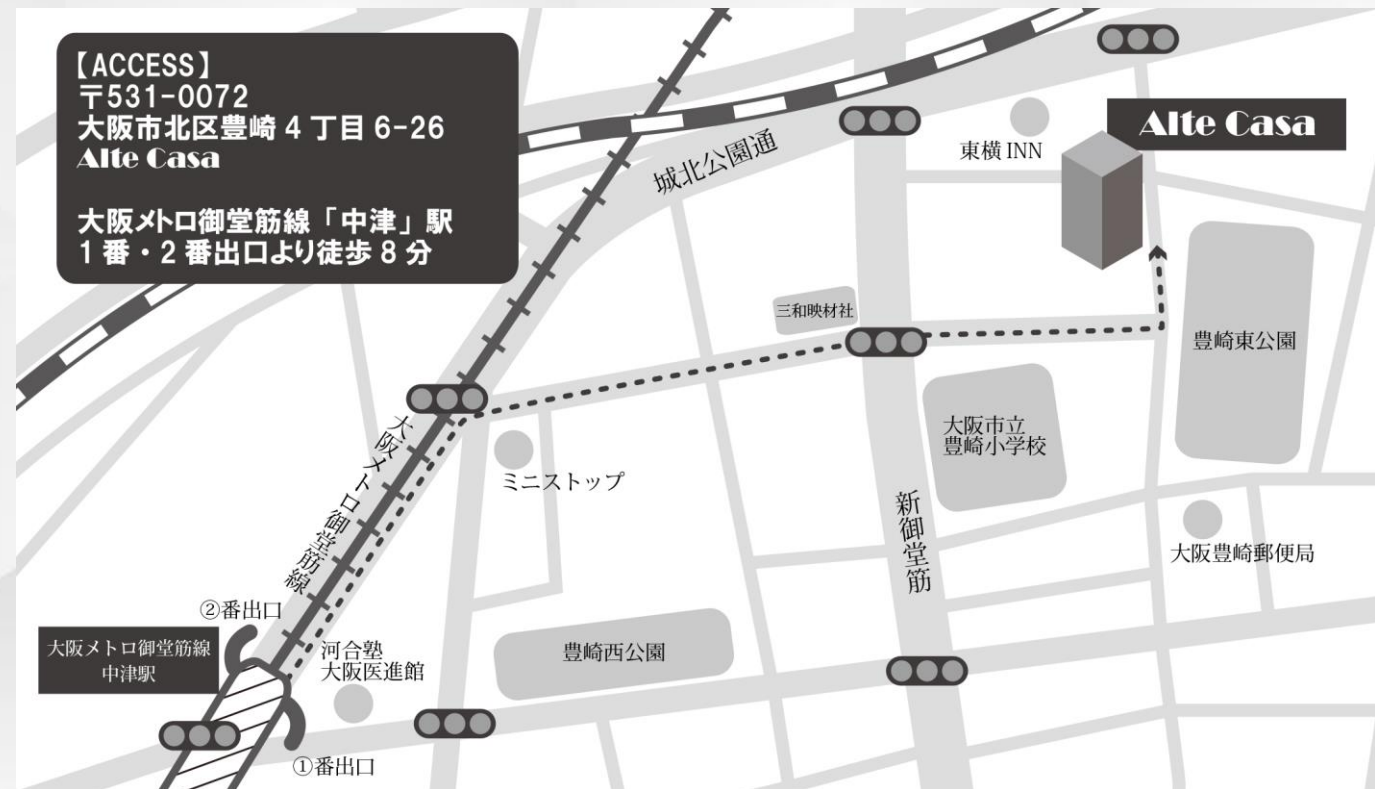 【ACCESS】
〒531-0072
大阪市北区豊崎4丁目6-26
Alte Casa
大阪メトロ御堂筋線「中津」駅
1番・2番出口より徒歩8分
Alte Casa
東横INN
城北公園通
三和映材社
豊崎東公園
大阪市立
豊崎小学校
ミニストップ
大阪メトロ御堂筋線
新御堂筋
大阪豊崎郵便局
②番出口
大阪メトロ御堂筋線
中津駅
河合塾
大阪医進館
豊崎西公園
①番出口